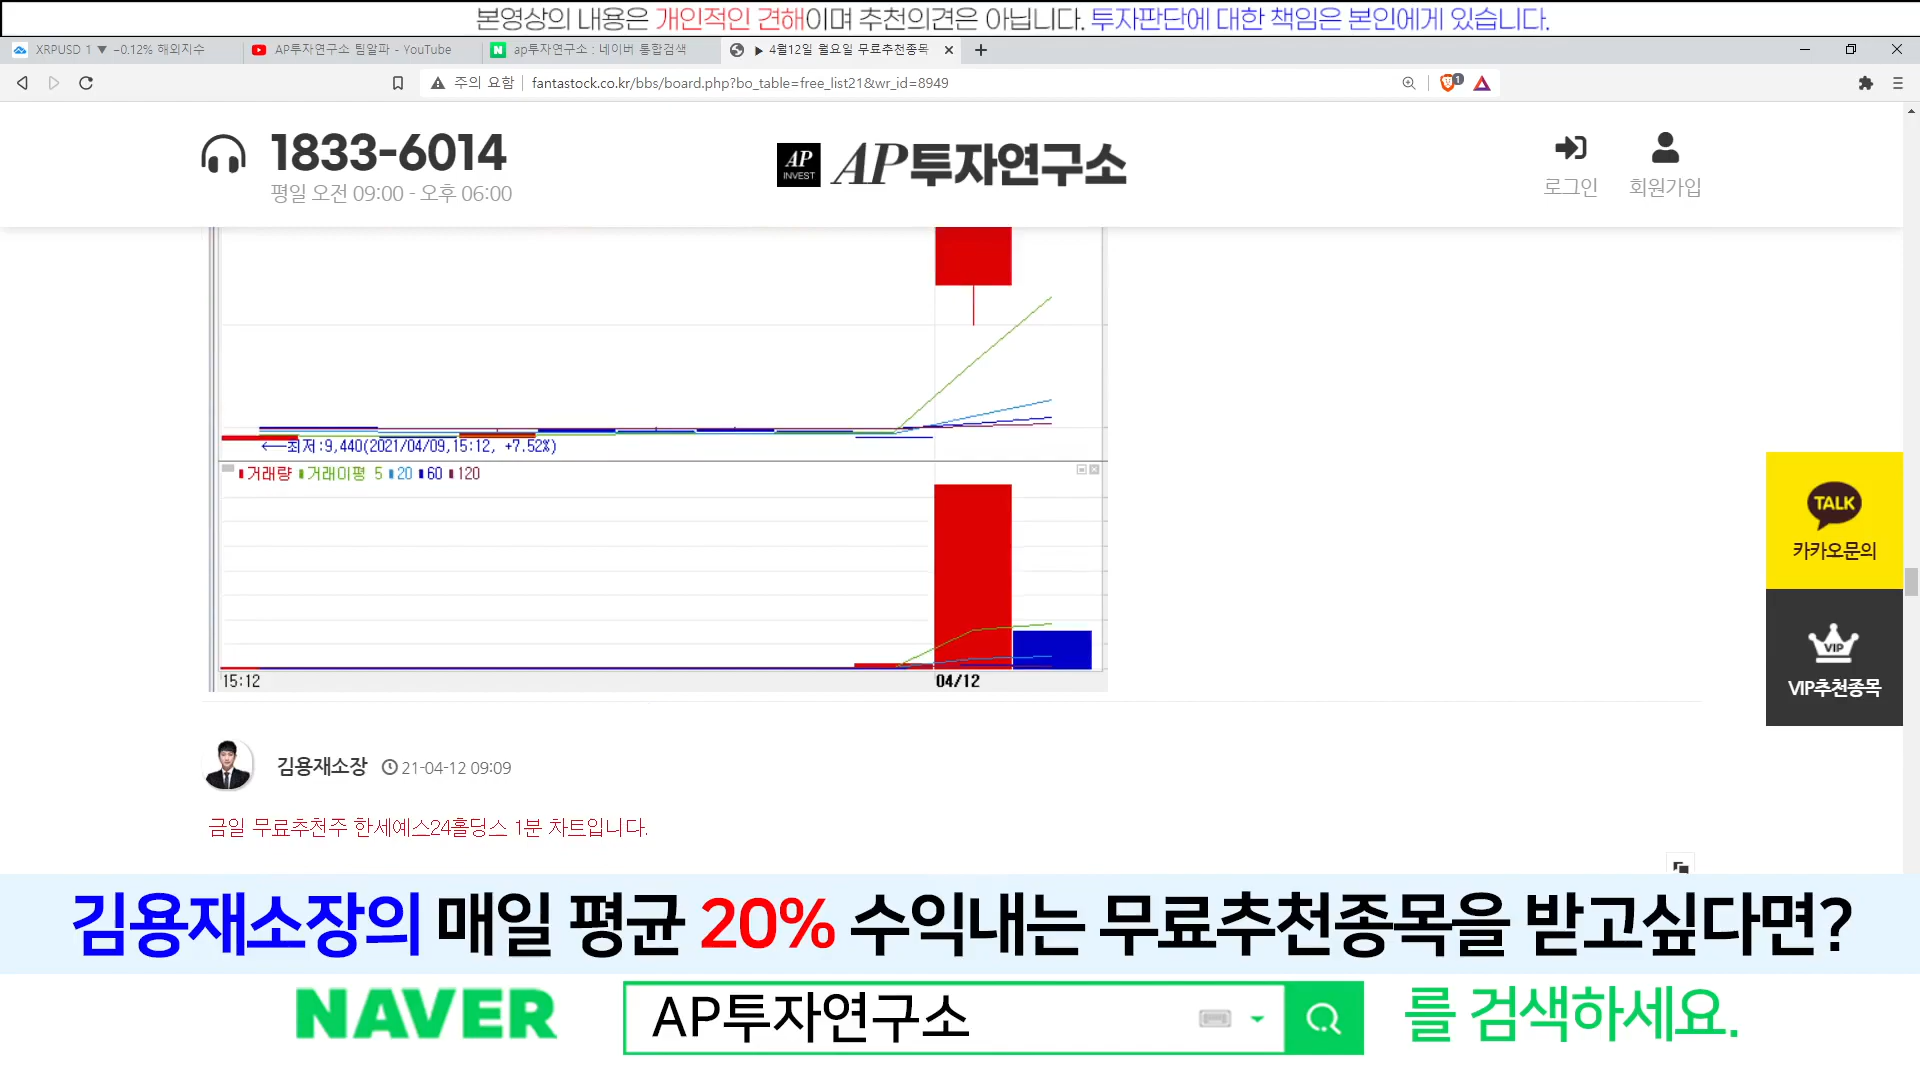 본영상의 내용은 개인적인 견해이며 추천의견은 아닙니다. 투자판단에 대한 책임은 본인에게 있습니다.
XRPUSD 1 ▼ −0.12% 해외지수
AP투자연구소 팀알파 - YouTube
ap투자연구소 : 네이버 통합검색
▶ 4월12일 월요일 무료추천종목
주의 요함
fantastock.co.kr/bbs/board.php?bo_table=free_list21&wr_id=8949
1833-6014
평일 오전 09:00 - 오후 06:00
AP
INVEST
AP투자연구소
로그인
회원가입
←최저:9,440(2021/04/09,15:12, +7.52%)
거래량 거래이평 5 20 60 120
15:12
04/12
TALK
카카오문의
VIP
VIP추천종목
김용재소장
21-04-12 09:09
금일 무료추천주 한세예스24홀딩스 1분 차트입니다.
김용재소장의 매일 평균 20% 수익내는 무료추천종목을 받고싶다면?
NAVER
AP투자연구소
를 검색하세요.